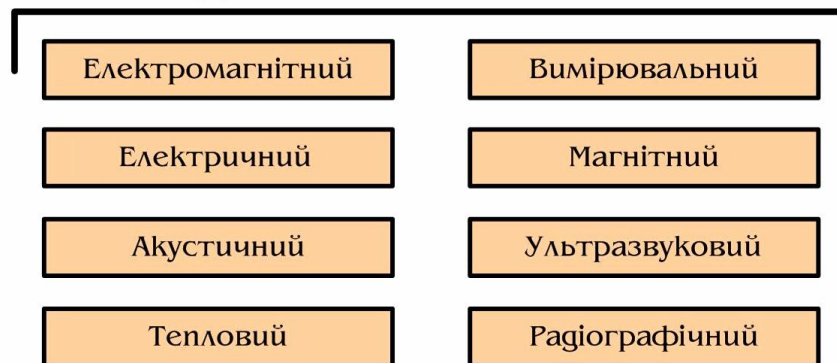 Електромагнітний
Вимірювальний
Електричний
Магнітний
Акустичний
Ультразвуковий
Тепловий
Радіографічний